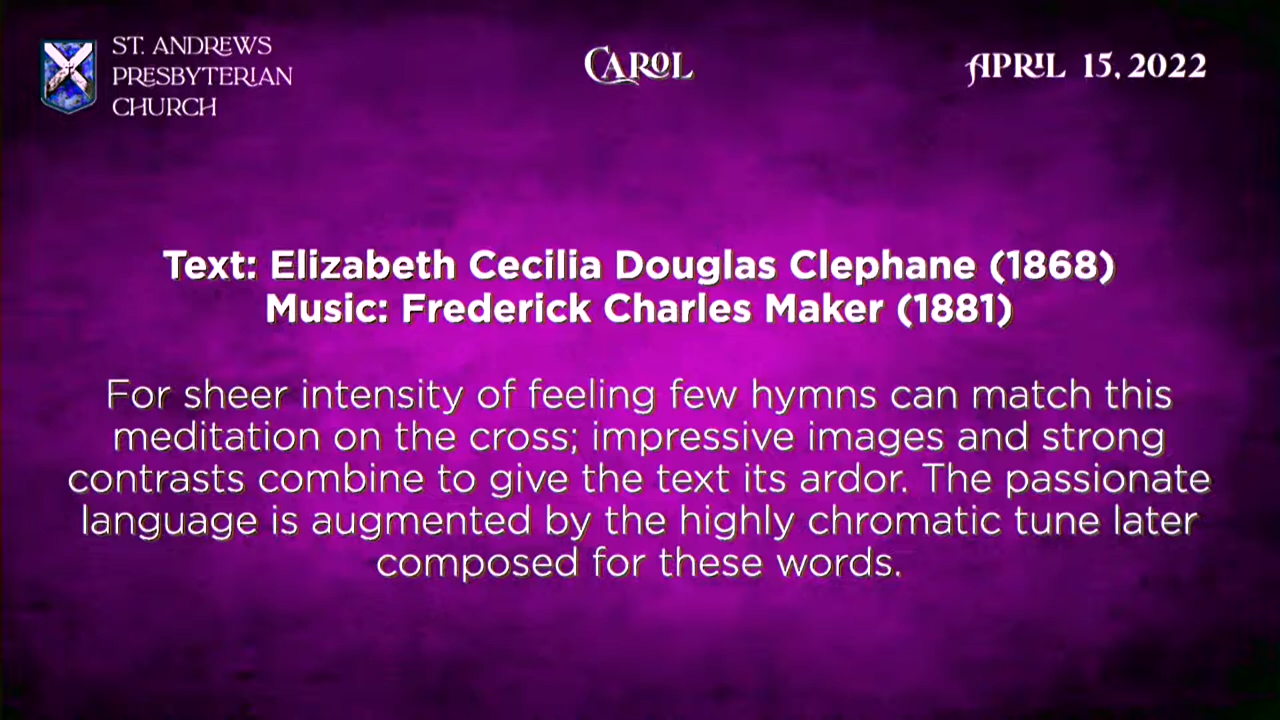 ST. ANDREWS
PRESBYTERIAN
CHURCH
CAROL
APRIL 15, 2022
Text: Elizabeth Cecilia Douglas Clephane (1868)
Music: Frederick Charles Maker (1881)
For sheer intensity of feeling few hymns can match this
meditation on the cross; impressive images and strong
contrasts combine to give the text its ardor. The passionate
language is augmented by the highly chromatic tune later
composed for these words.